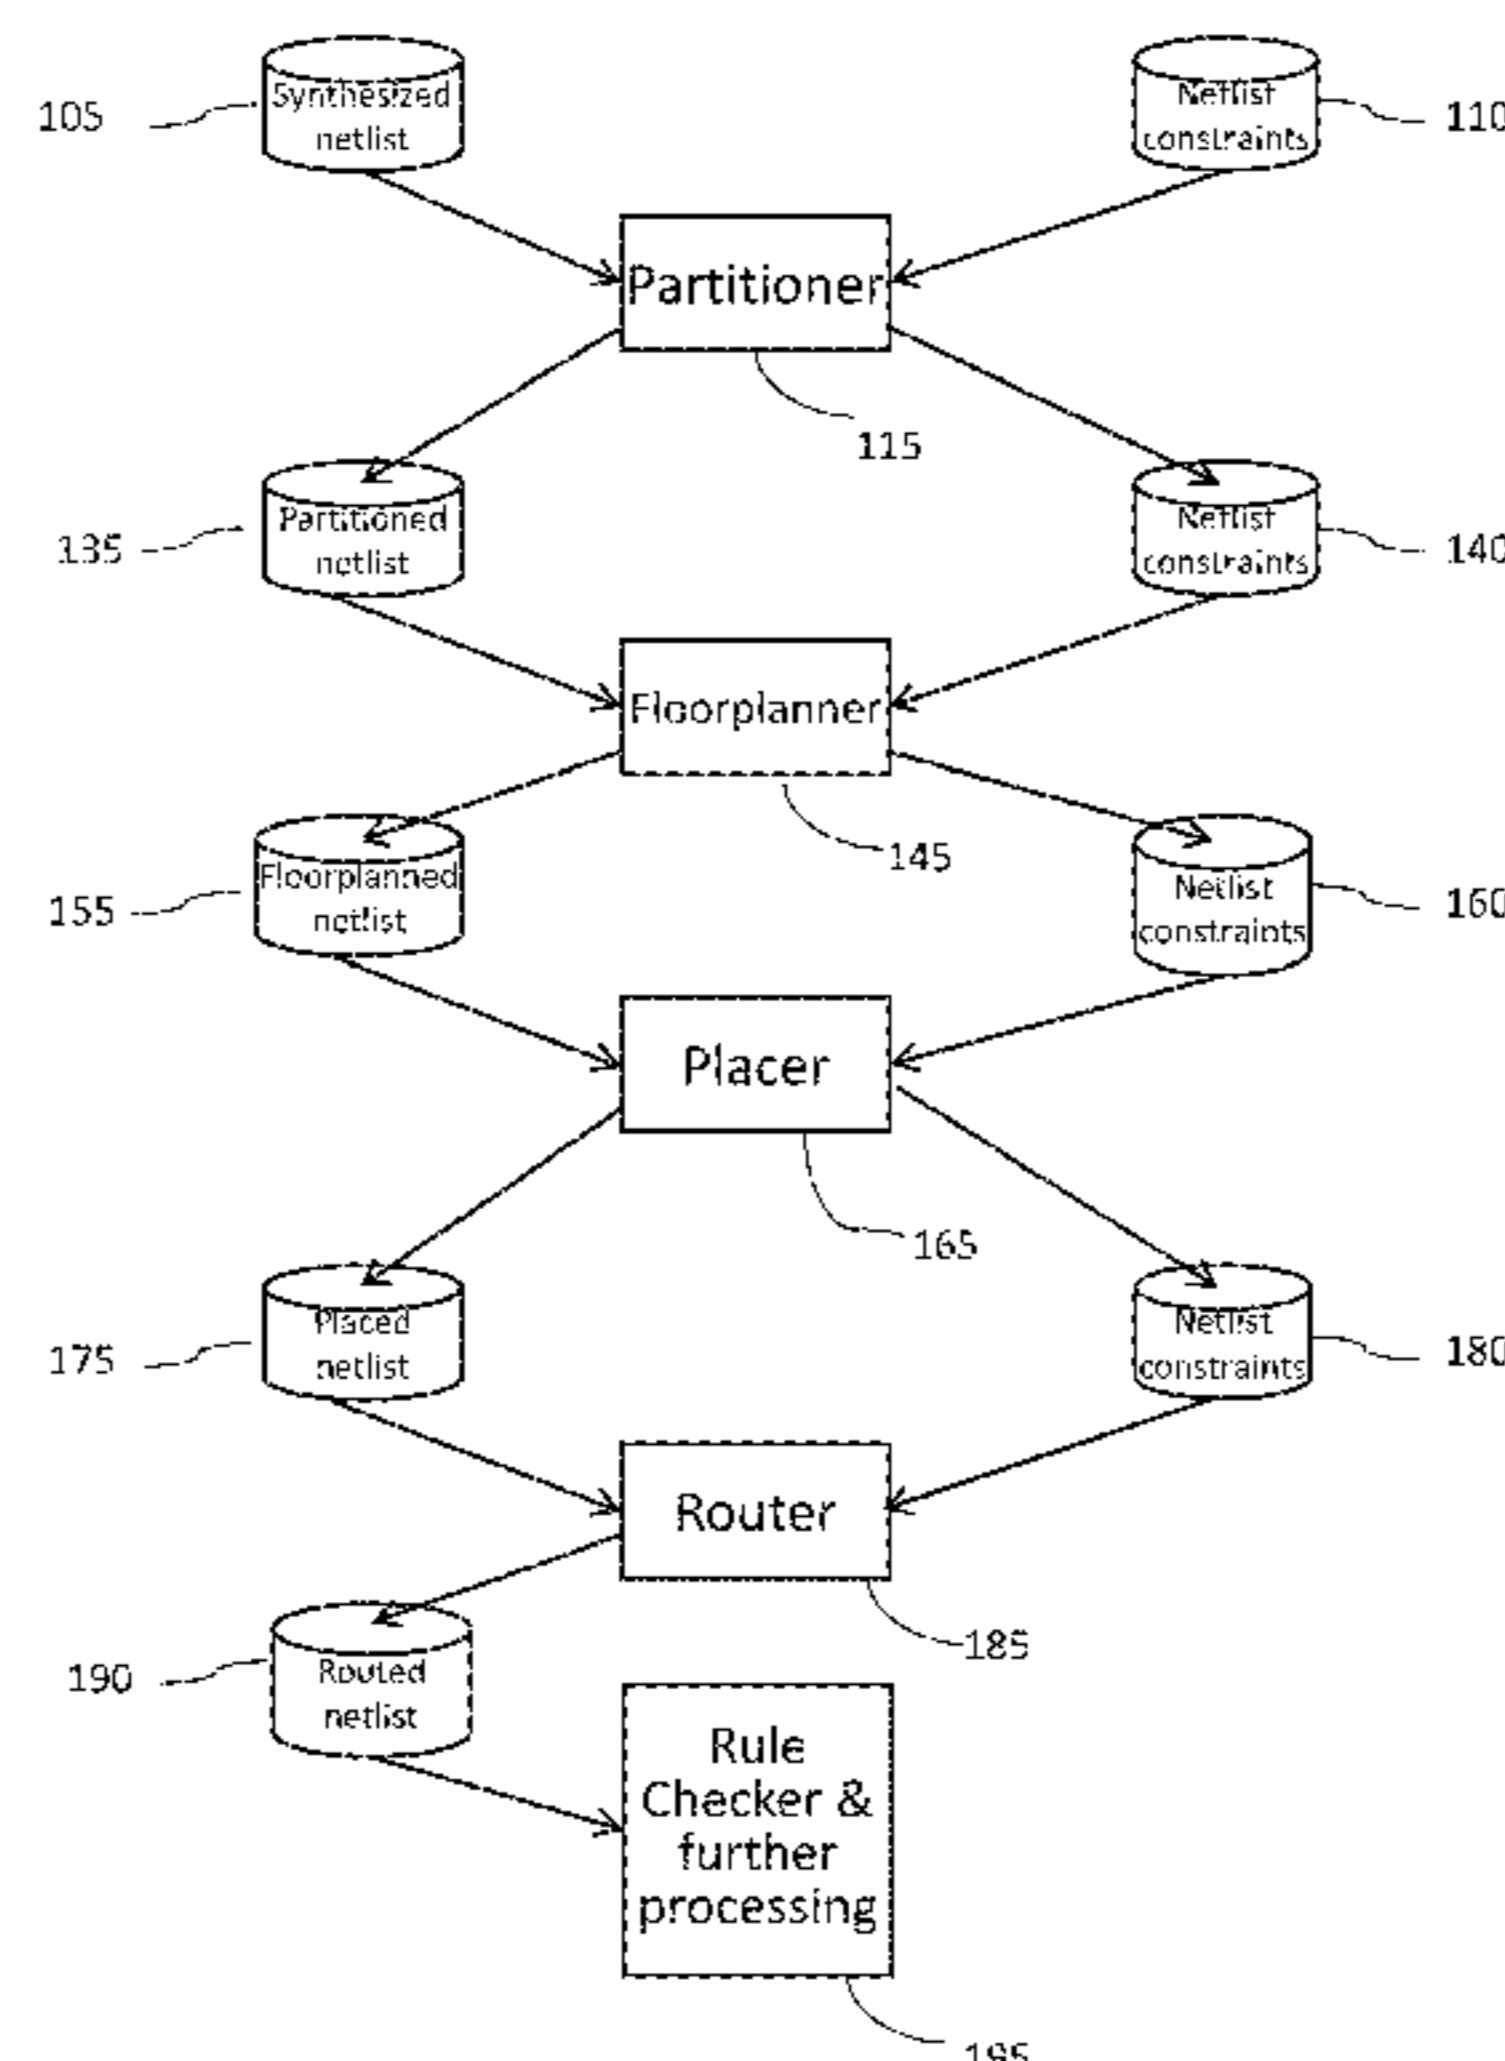 105
Synthesized
netlist
Netlist
constraints
110
Partitioner
115
135
Partitioned
netlist
Netlist
constraints
140
Floorplanner
145
155
Floorplanned
netlist
Netlist
constraints
160
Placer
165
175
Placed
netlist
Netlist
constraints
180
Router
185
190
Routed
netlist
Rule
Checker &
further
processing
195